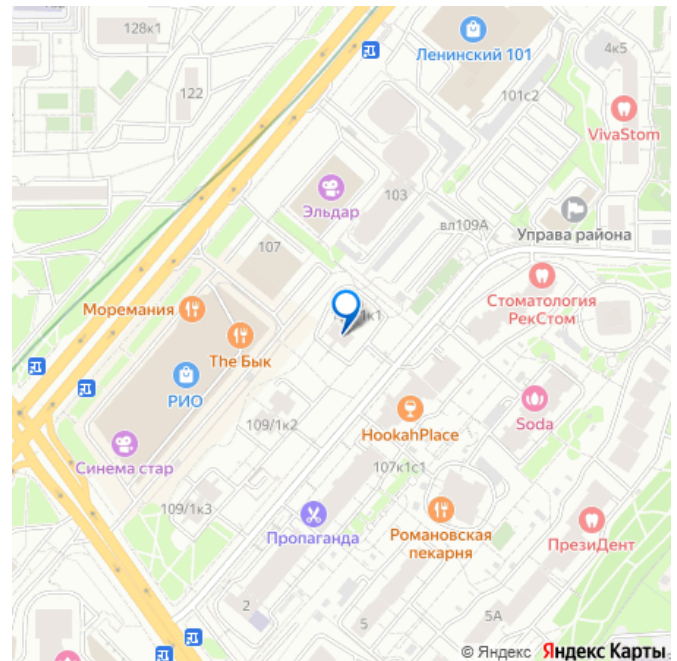 128к1
Ленинский 101
4к5
122
101с2
VivaStom
Эльдар
103
вл109А
Управа района
107
Стоматология
РекСтом
Моремания
1к1
The Бык
РИО
HookahPlace
Soda
109/1к2
Синема стар
107к1с1
109/1к3
Пропаганда
Романовская
пекарня
ПрезиДент
2
5
5А
© Яндекс Яндекс Карты